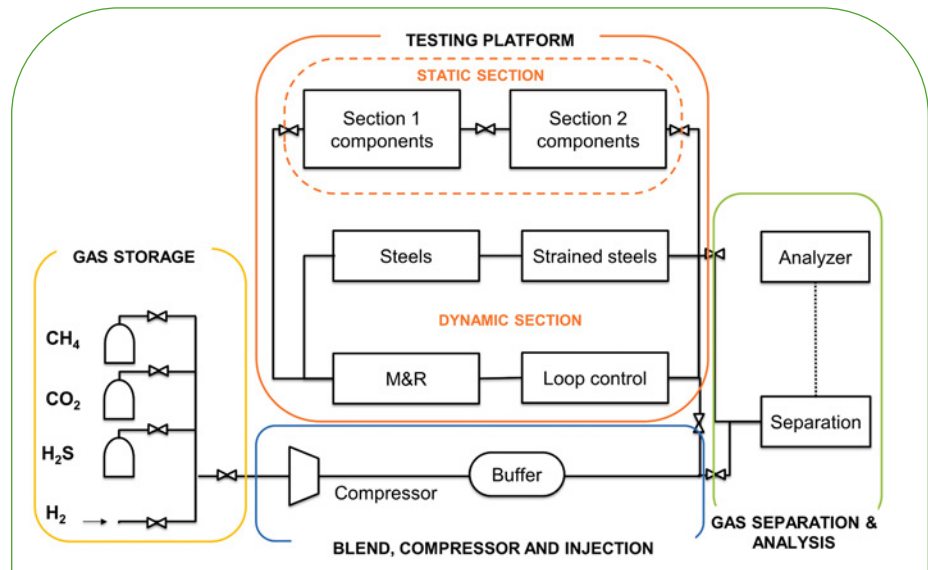 TESTING PLATFORM
STATIC SECTION
Section 1
components
Section 2
components
GAS STORAGE
Steels
Strained steels
Analyzer
DYNAMIC SECTION
CH₄
CO₂
H₂S
H₂
M&R
Loop control
Separation
Compressor
Buffer
BLEND, COMPRESSOR AND INJECTION
GAS SEPARATION &
ANALYSIS